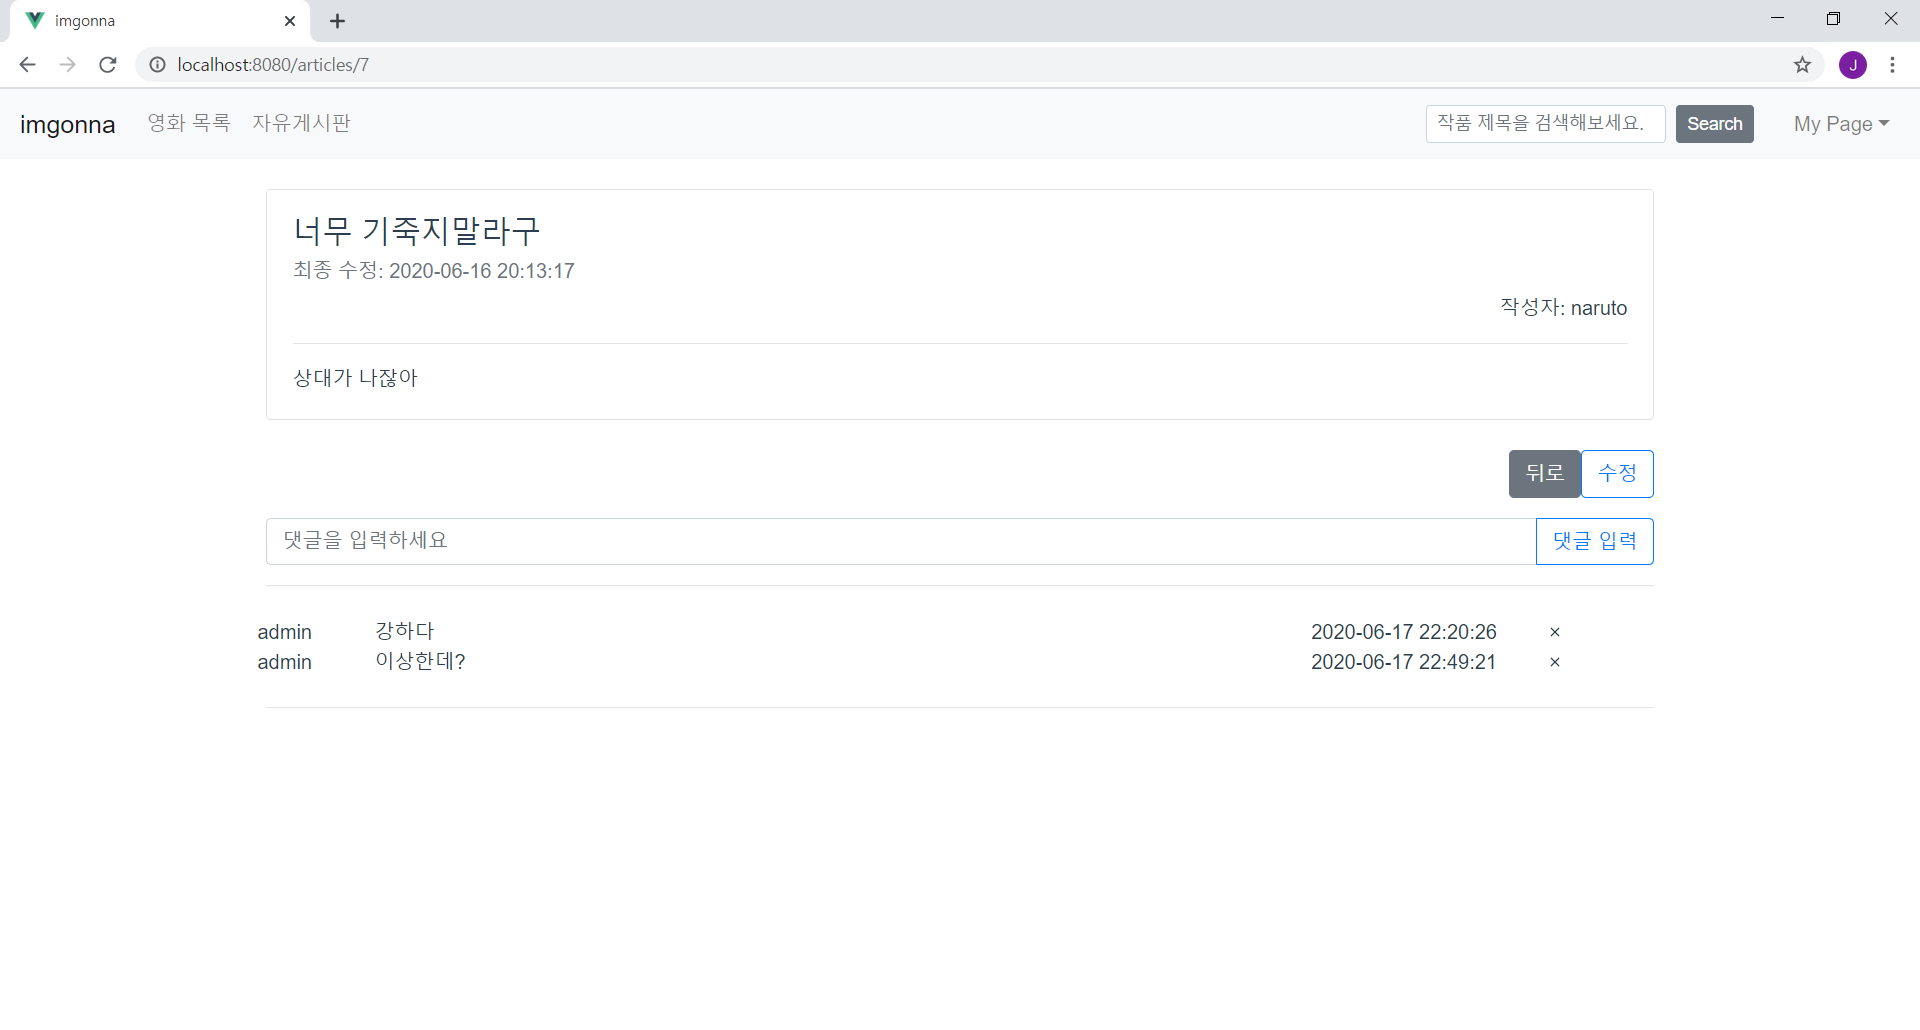 imgonna
localhost:8080/articles/7
J
imgonna 영화 목록 자유게시판 작품 제목을 검색해보세요. Search My Page
너무 기죽지말라구
최종 수정: 2020-06-16 20:13:17
작성자: naruto
상대가 나잖아
뒤로 수정
댓글을 입력하세요 댓글 입력
admin 강하다 2020-06-17 22:20:26 ×
admin 이상한데? 2020-06-17 22:49:21 ×